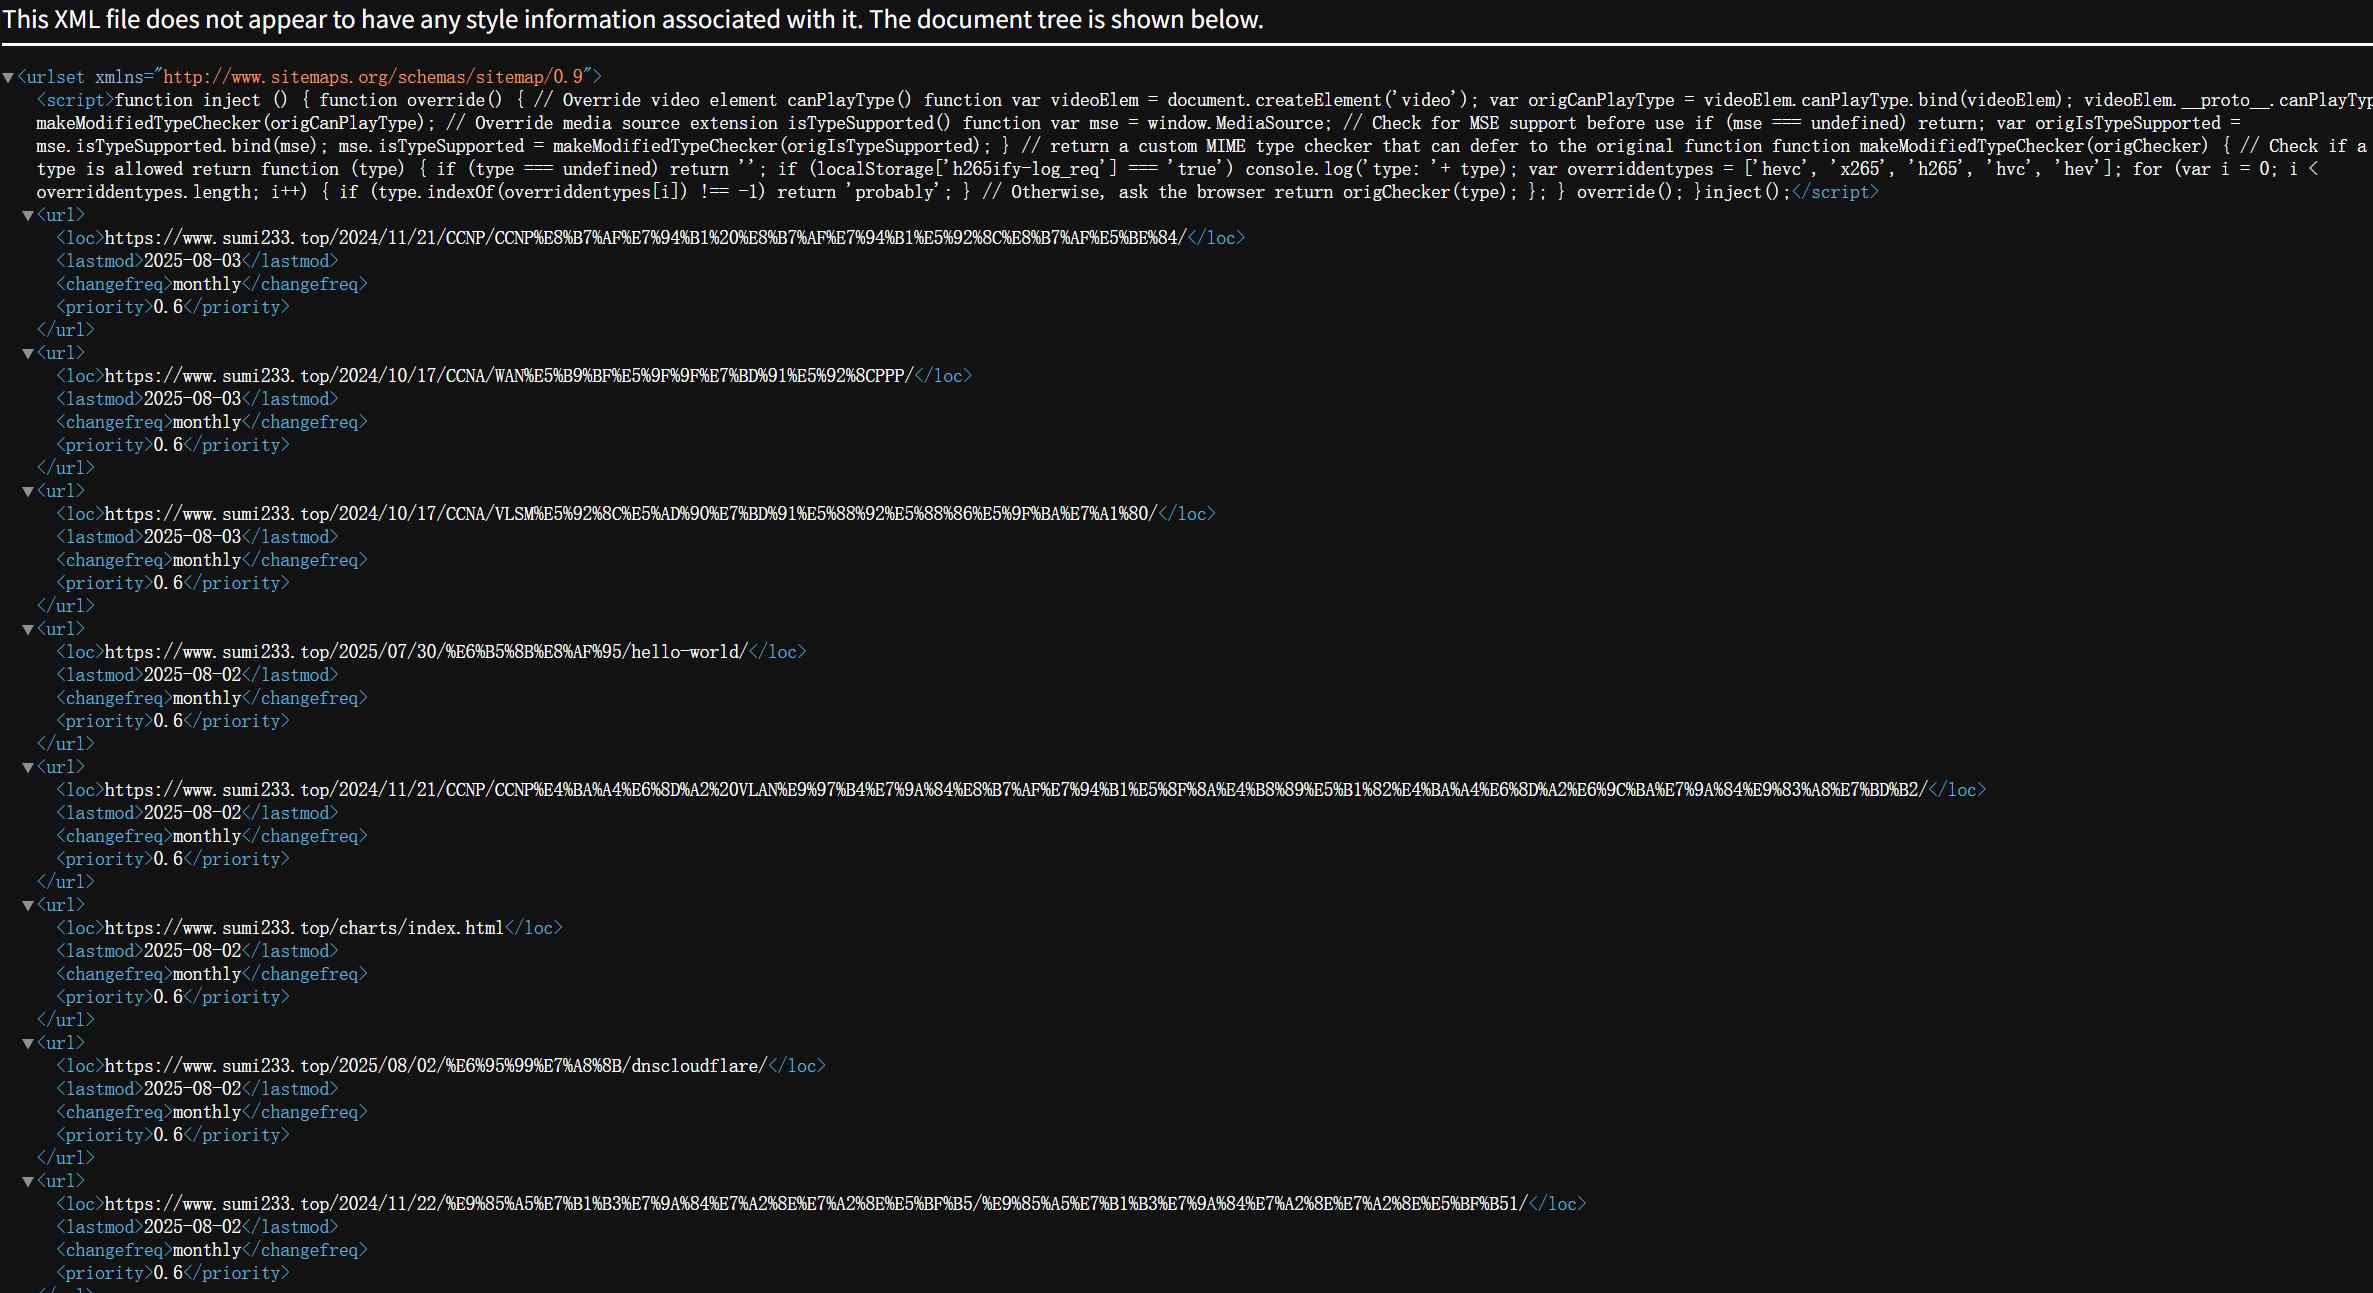 This XML file does not appear to have any style information associated with it. The document tree is shown below.
▼<urlset xmlns="http://www.sitemaps.org/schemas/sitemap/0.9">
<script>function inject () { function override() { // Override video element canPlayType() function var videoElem = document.createElement('video'); var origCanPlayType = videoElem.canPlayType.bind(videoElem); videoElem.__proto__.canPlayTyp
makeModifiedTypeChecker(origCanPlayType); // Override media source extension isTypeSupported() function var mse = window.MediaSource; // Check for MSE support before use if (mse === undefined) return; var origIsTypeSupported =
mse.isTypeSupported.bind(mse); mse.isTypeSupported = makeModifiedTypeChecker(origIsTypeSupported); } // return a custom MIME type checker that can defer to the original function function makeModifiedTypeChecker(origChecker) { // Check if a
type is allowed return function (type) { if (type === undefined) return ''; if (localStorage['h265ify-log_req'] === 'true') console.log('type: '+ type); var overriddentypes = ['hevc', 'x265', 'h265', 'hvc', 'hev']; for (var i = 0; i <
overriddentypes.length; i++) { if (type.indexOf(overriddentypes[i]) !== -1) return 'probably'; } // Otherwise, ask the browser return origChecker(type); }; } override(); }inject();</script>
▼<url>
<loc>https://www.sumi233.top/2024/11/21/CCNP/CCNP%E8%B7%AF%E7%94%B1%20%E8%B7%AF%E7%94%B1%E5%92%8C%E8%B7%AF%E5%BE%84/</loc>
<lastmod>2025-08-03</lastmod>
<changefreq>monthly</changefreq>
<priority>0.6</priority>
</url>
▼<url>
<loc>https://www.sumi233.top/2024/10/17/CCNA/WAN%E5%B9%BF%E5%9F%9F%E7%BD%91%E5%92%8CPPP/</loc>
<lastmod>2025-08-03</lastmod>
<changefreq>monthly</changefreq>
<priority>0.6</priority>
</url>
▼<url>
<loc>https://www.sumi233.top/2024/10/17/CCNA/VLSM%E5%92%8C%E5%AD%90%E7%BD%91%E5%88%92%E5%88%86%E5%9F%BA%E7%A1%80/</loc>
<lastmod>2025-08-03</lastmod>
<changefreq>monthly</changefreq>
<priority>0.6</priority>
</url>
▼<url>
<loc>https://www.sumi233.top/2025/07/30/%E6%B5%8B%E8%AF%95/hello-world/</loc>
<lastmod>2025-08-02</lastmod>
<changefreq>monthly</changefreq>
<priority>0.6</priority>
</url>
▼<url>
<loc>https://www.sumi233.top/2024/11/21/CCNP/CCNP%E4%BA%A4%E6%8D%A2%20VLAN%E9%97%B4%E7%9A%84%E8%B7%AF%E7%94%B1%E5%8F%8A%E4%B8%89%E5%B1%82%E4%BA%A4%E6%8D%A2%E6%9C%BA%E7%9A%84%E9%83%A8%E7%BD%B2/</loc>
<lastmod>2025-08-02</lastmod>
<changefreq>monthly</changefreq>
<priority>0.6</priority>
</url>
▼<url>
<loc>https://www.sumi233.top/charts/index.html</loc>
<lastmod>2025-08-02</lastmod>
<changefreq>monthly</changefreq>
<priority>0.6</priority>
</url>
▼<url>
<loc>https://www.sumi233.top/2025/08/02/%E6%95%99%E7%A8%8B/dnscloudflare/</loc>
<lastmod>2025-08-02</lastmod>
<changefreq>monthly</changefreq>
<priority>0.6</priority>
</url>
▼<url>
<loc>https://www.sumi233.top/2024/11/22/%E9%85%A5%E7%B1%B3%E7%9A%84%E7%A2%8E%E7%A2%8E%E5%BF%B5/%E9%85%A5%E7%B1%B3%E7%9A%84%E7%A2%8E%E7%A2%8E%E5%BF%B51/</loc>
<lastmod>2025-08-02</lastmod>
<changefreq>monthly</changefreq>
<priority>0.6</priority>